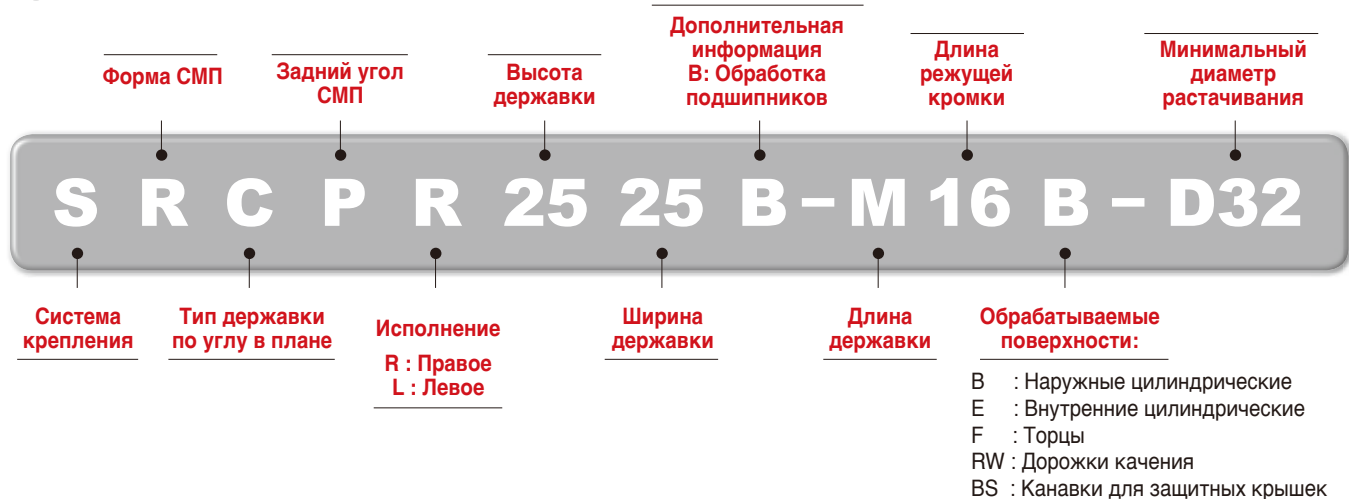 Форма СМП
Задний угол
СМП
Высота
державки
Дополнительная
информация
B: Обработка
подшипников
Длина
режущей
кромки
Минимальный
диаметр
растачивания
S R C P R 25 25 B – M 16 B – D32
Система
крепления
Тип державки
по углу в плане
Исполнение
R : Правое
L : Левое
Ширина
державки
Длина
державки
Обрабатываемые
поверхности:
B : Наружные цилиндрические
E : Внутренние цилиндрические
F : Торцы
RW : Дорожки качения
BS : Канавки для защитных крышек